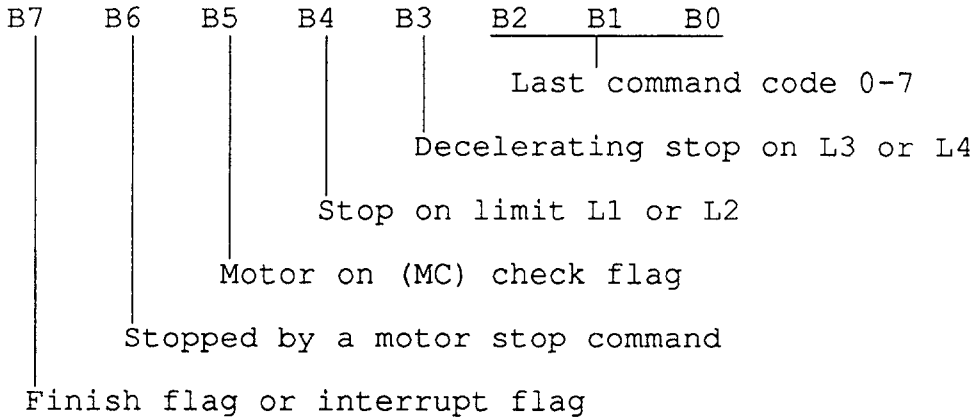 B7 B6 B5 B4 B3 B2 B1 B0
Last command code 0-7
Decelerating stop on L3 or L4
Stop on limit L1 or L2
Motor on (MC) check flag
Stopped by a motor stop command
Finish flag or interrupt flag